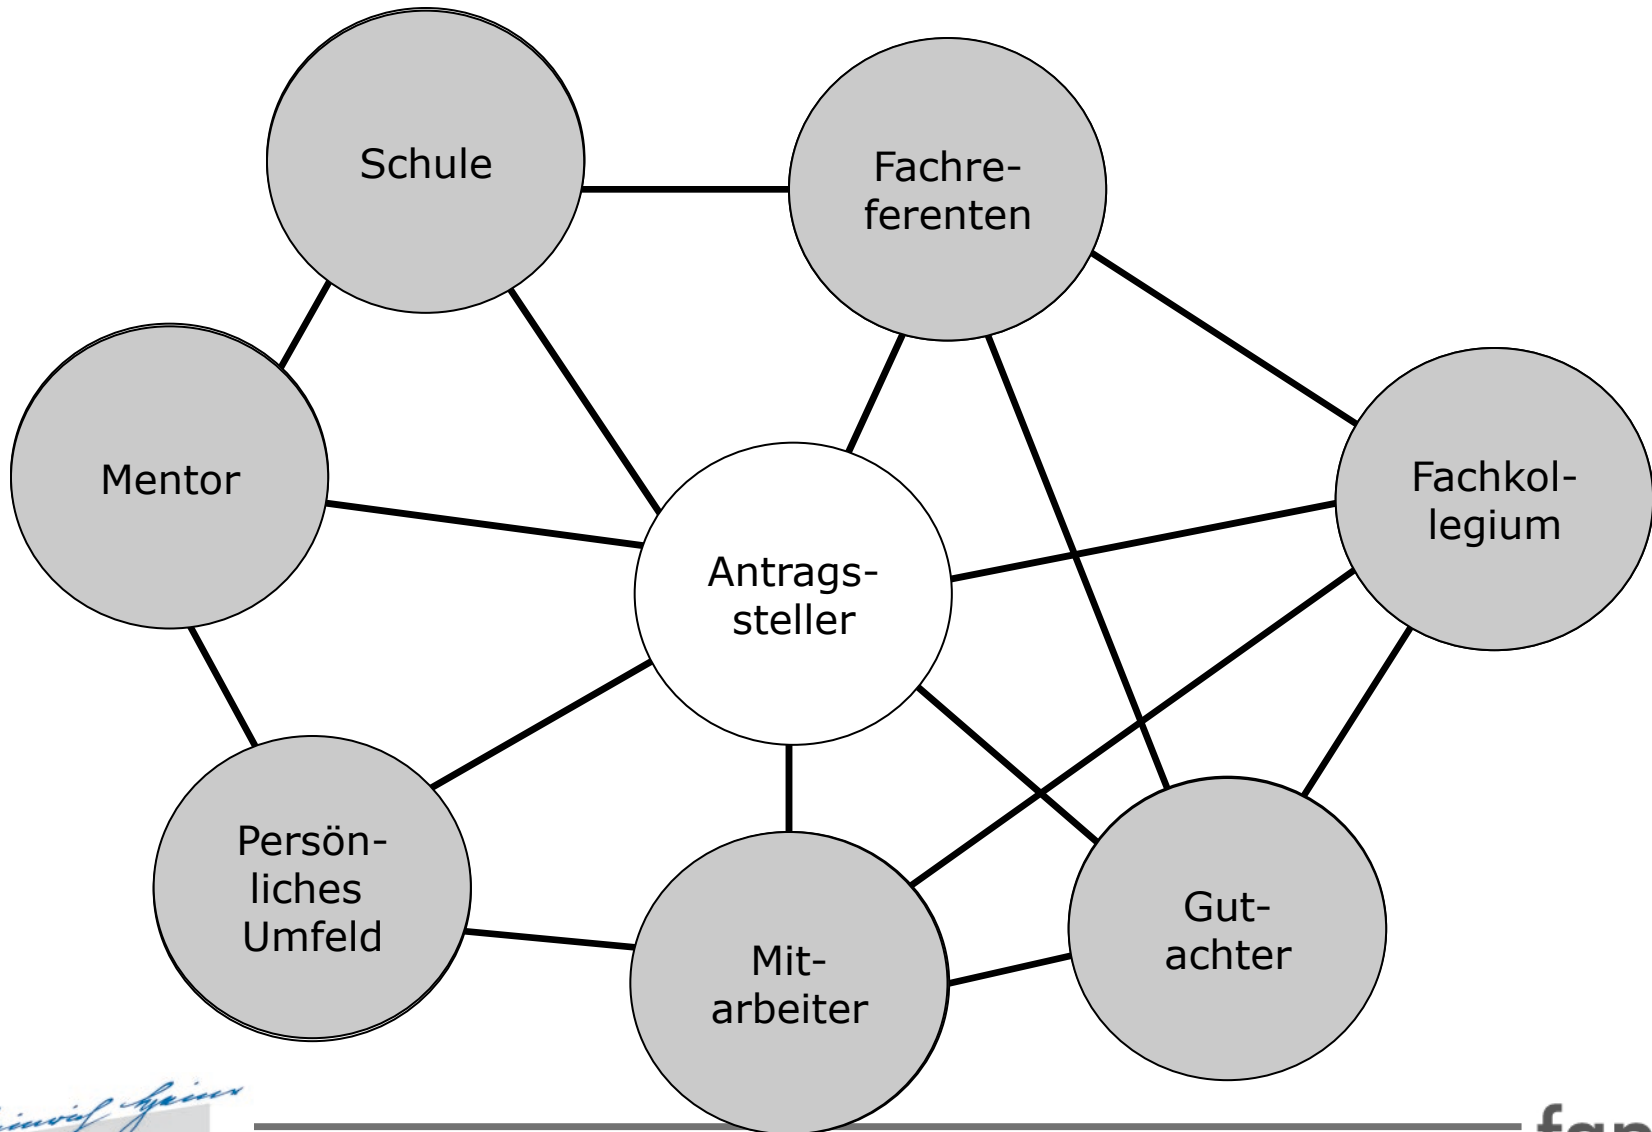 Schule
Fachre-
ferenten
Mentor
Fachkol-
legium
Antrags-
steller
Persön-
liches
Umfeld
Mit-
arbeiter
Gut-
achter